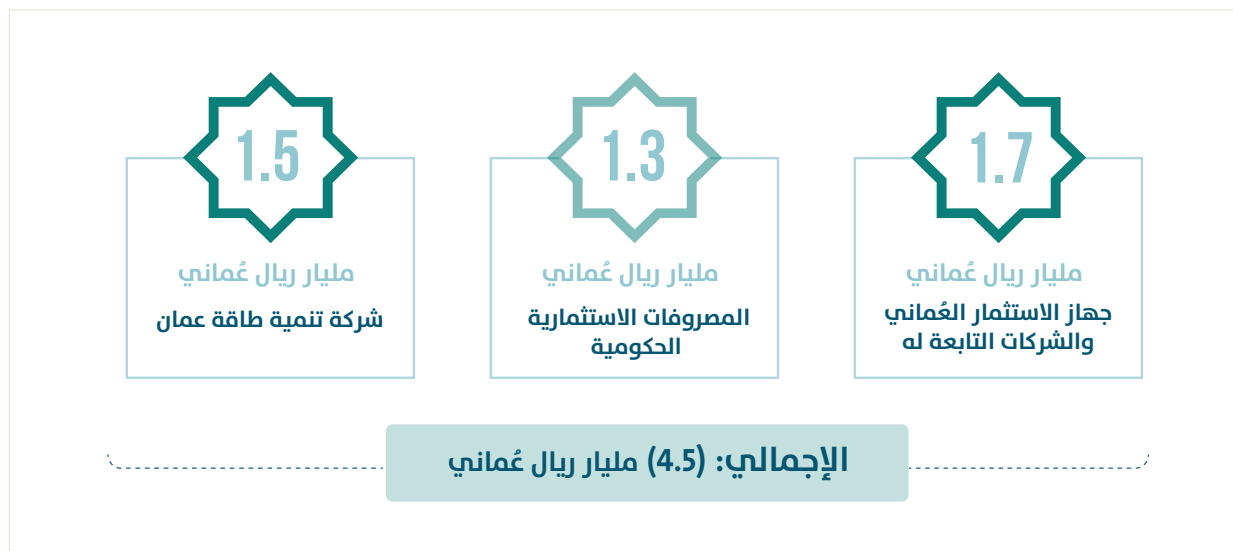 1.7
مليار ريال عُماني
جهاز الاستثمار العُماني
والشركات التابعة له
1.3
مليار ريال عُماني
المصروفات الاستثمارية
الحكومية
1.5
مليار ريال عُماني
شركة تنمية طاقة عمان
الإجمالي: (4.5) مليار ريال عُماني